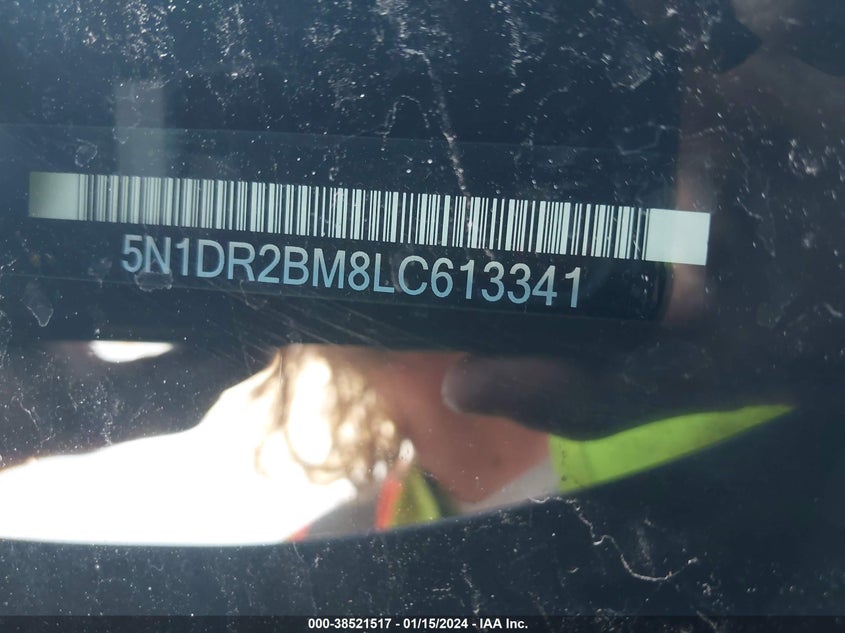 5N1DR2BM8LC613341
000-38521517 - 01/15/2024 - IAA Inc.